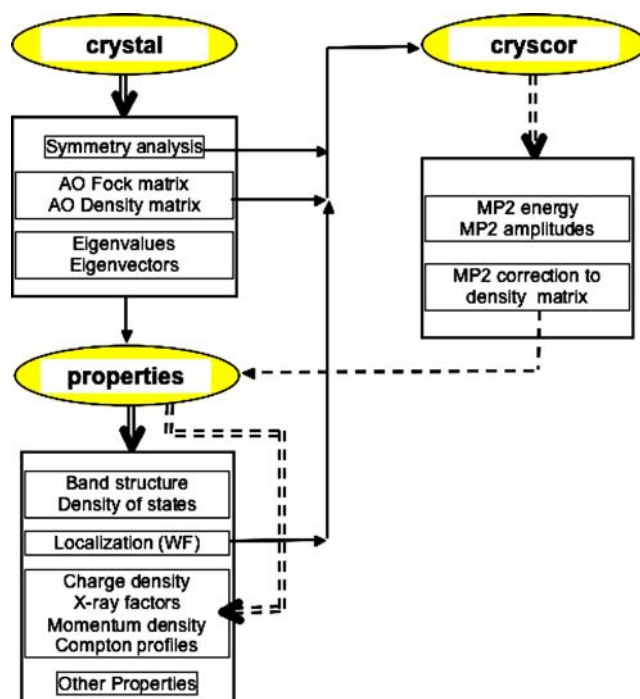 crystal
Symmetry analysis
AO Fock matrix
AO Density matrix
Eigenvalues
Eigenvectors
properties
Band structure
Density of states
Localization (WF)
Charge density
X-ray factors
Momentum density
Compton profiles
Other Properties
cryscor
MP2 energy
MP2 amplitudes
MP2 correction to
density matrix